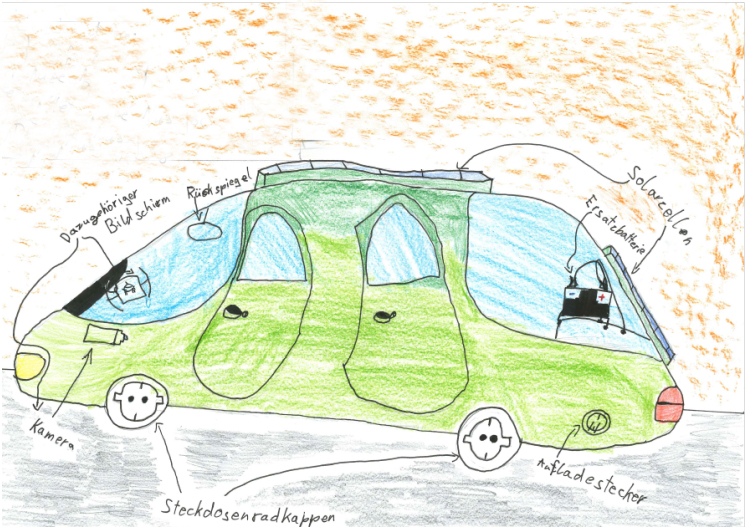 Solarcellen
Dazugehöriger
Bildschirm
Rückspiegel
Ersatzbatterie
Kamera
Aufladestecker
Steckdosenradkappen